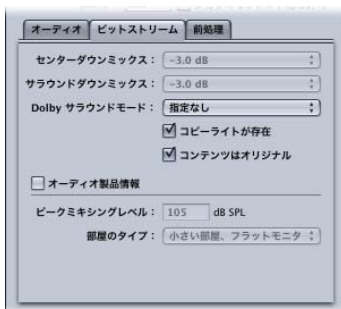 オーディオ ビットストリーム 前処理
センターダウンミックス： -3.0 dB
サラウンドダウンミックス： -3.0 dB
Dolby サラウンドモード： 指定なし
コピーライトが存在
コンテンツはオリジナル
オーディオ製品情報
ピークミキシングレベル： 105 dB SPL
部屋のタイプ： 小さい部屋、フラットモニタ